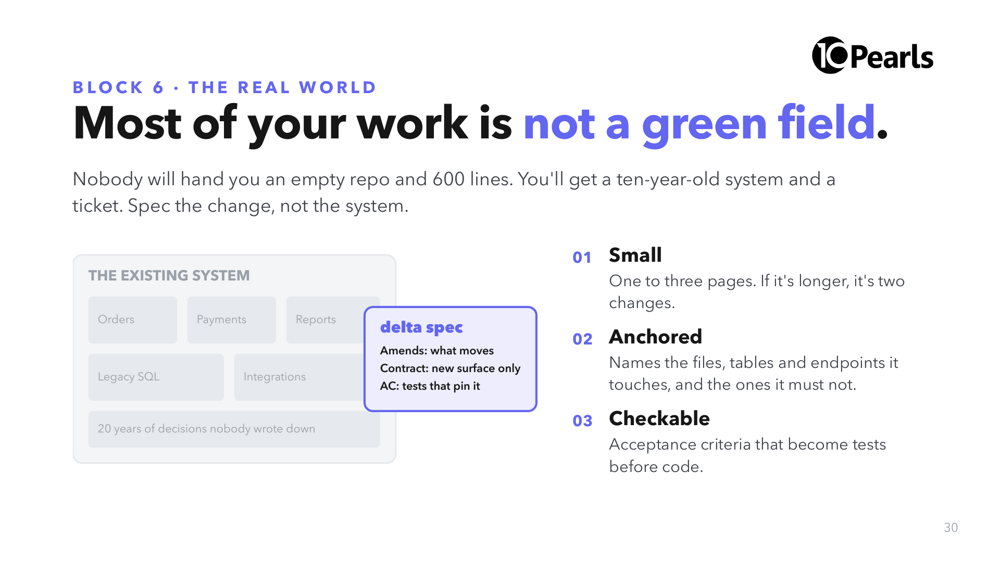 10Pearls
BLOCK 6 · THE REAL WORLD
Most of your work is not a green field.
Nobody will hand you an empty repo and 600 lines. You'll get a ten-year-old system and a
ticket. Spec the change, not the system.
THE EXISTING SYSTEM
Orders
Payments
Reports
Legacy SQL
Integrations
20 years of decisions nobody wrote down
delta spec
Amends: what moves
Contract: new surface only
AC: tests that pin it
01 Small
One to three pages. If it's longer, it's two
changes.
02 Anchored
Names the files, tables and endpoints it
touches, and the ones it must not.
03 Checkable
Acceptance criteria that become tests
before code.
30